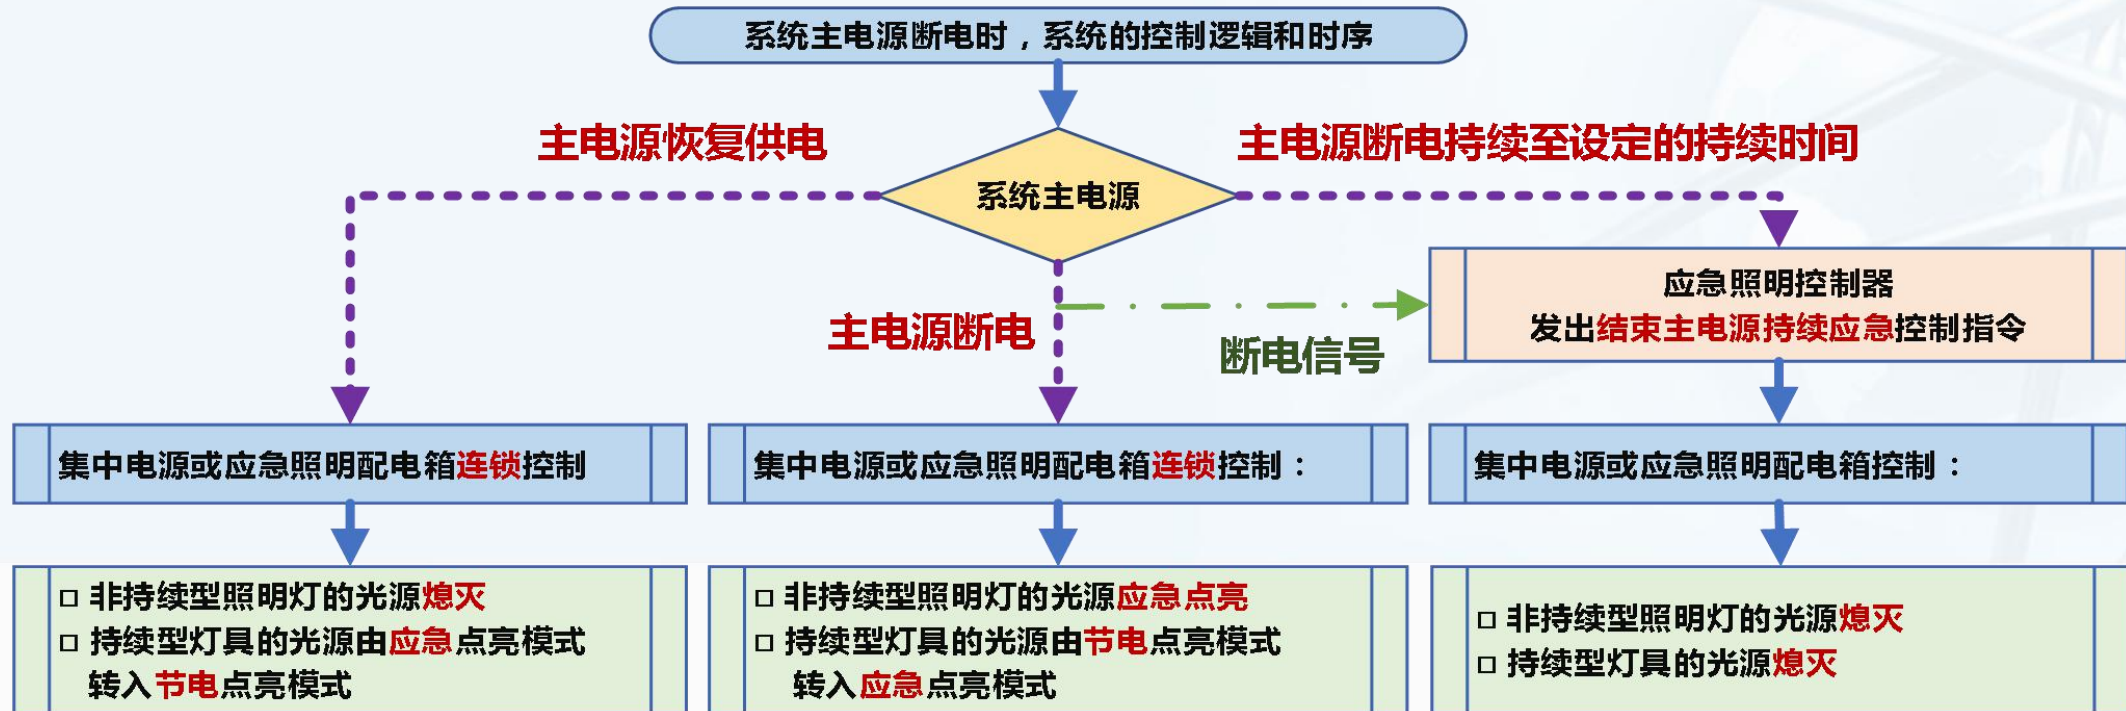 系统主电源断电时，系统的控制逻辑和时序
主电源恢复供电
主电源断电持续至设定的持续时间
系统主电源
应急照明控制器
发出结束主电源持续应急控制指令
主电源断电
断电信号
集中电源或应急照明配电箱连锁控制
集中电源或应急照明配电箱连锁控制：
集中电源或应急照明配电箱控制：
□ 非持续型照明灯的光源熄灭
□ 持续型灯具的光源由应急点亮模式
转入节电点亮模式
□ 非持续型照明灯的光源应急点亮
□ 持续型灯具的光源由节电点亮模式
转入应急点亮模式
□ 非持续型照明灯的光源熄灭
□ 持续型灯具的光源熄灭